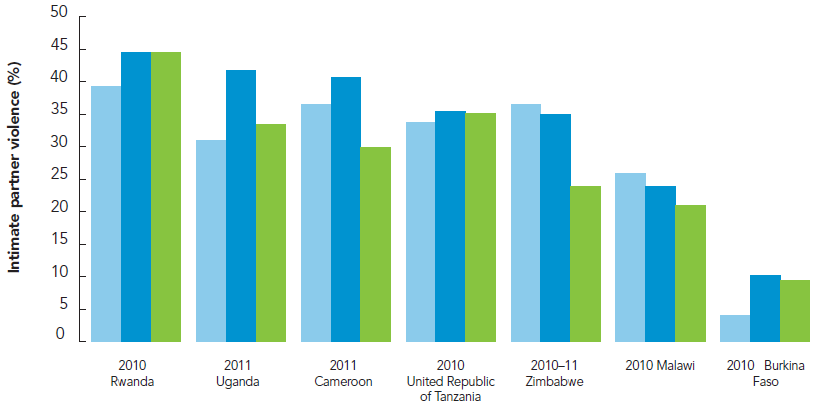 Intimate partner violence (%)
50
45
40
35
30
25
20
15
10
5
0
2010
Rwanda
2011
Uganda
2011
Cameroon
2010
United Republic
of Tanzania
2010–11
Zimbabwe
2010 Malawi
2010 Burkina
Faso